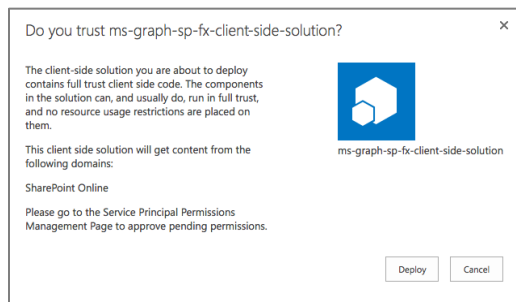 Do you trust ms-graph-sp-fx-client-side-solution?
The client-side solution you are about to deploy
contains full trust client side code. The components
in the solution can, and usually do, run in full trust,
and no resource usage restrictions are placed on
them.
This client side solution will get content from the
following domains:
SharePoint Online
Please go to the Service Principal Permissions
Management Page to approve pending permissions.
ms-graph-sp-fx-client-side-solution
Deploy
Cancel